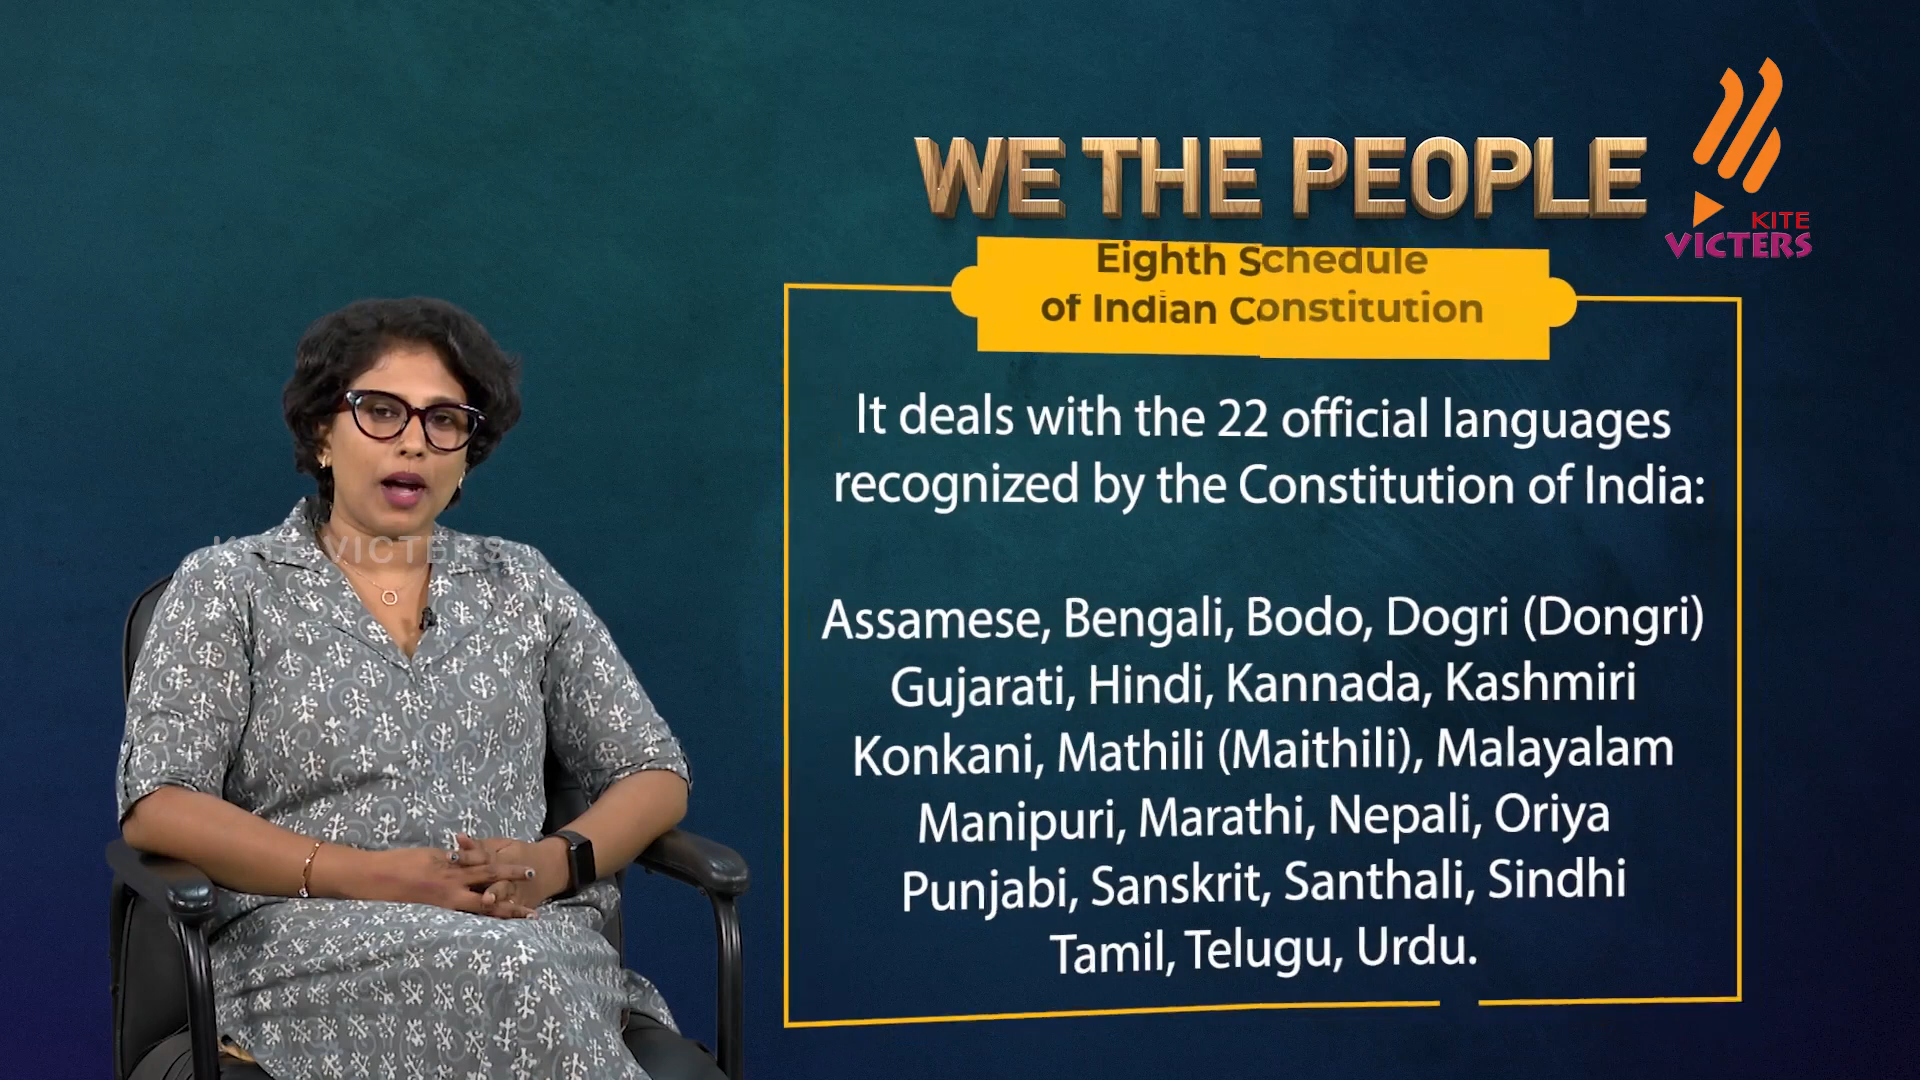 WE THE PEOPLE
KITE
VICTERS
Eighth Schedule
of Indian Constitution
It deals with the 22 official languages
recognized by the Constitution of India:
Assamese, Bengali, Bodo, Dogri (Dongri)
Gujarati, Hindi, Kannada, Kashmiri
Konkani, Mathili (Maithili), Malayalam
Manipuri, Marathi, Nepali, Oriya
Punjabi, Sanskrit, Santhali, Sindhi
Tamil, Telugu, Urdu.
KITE VICTERS